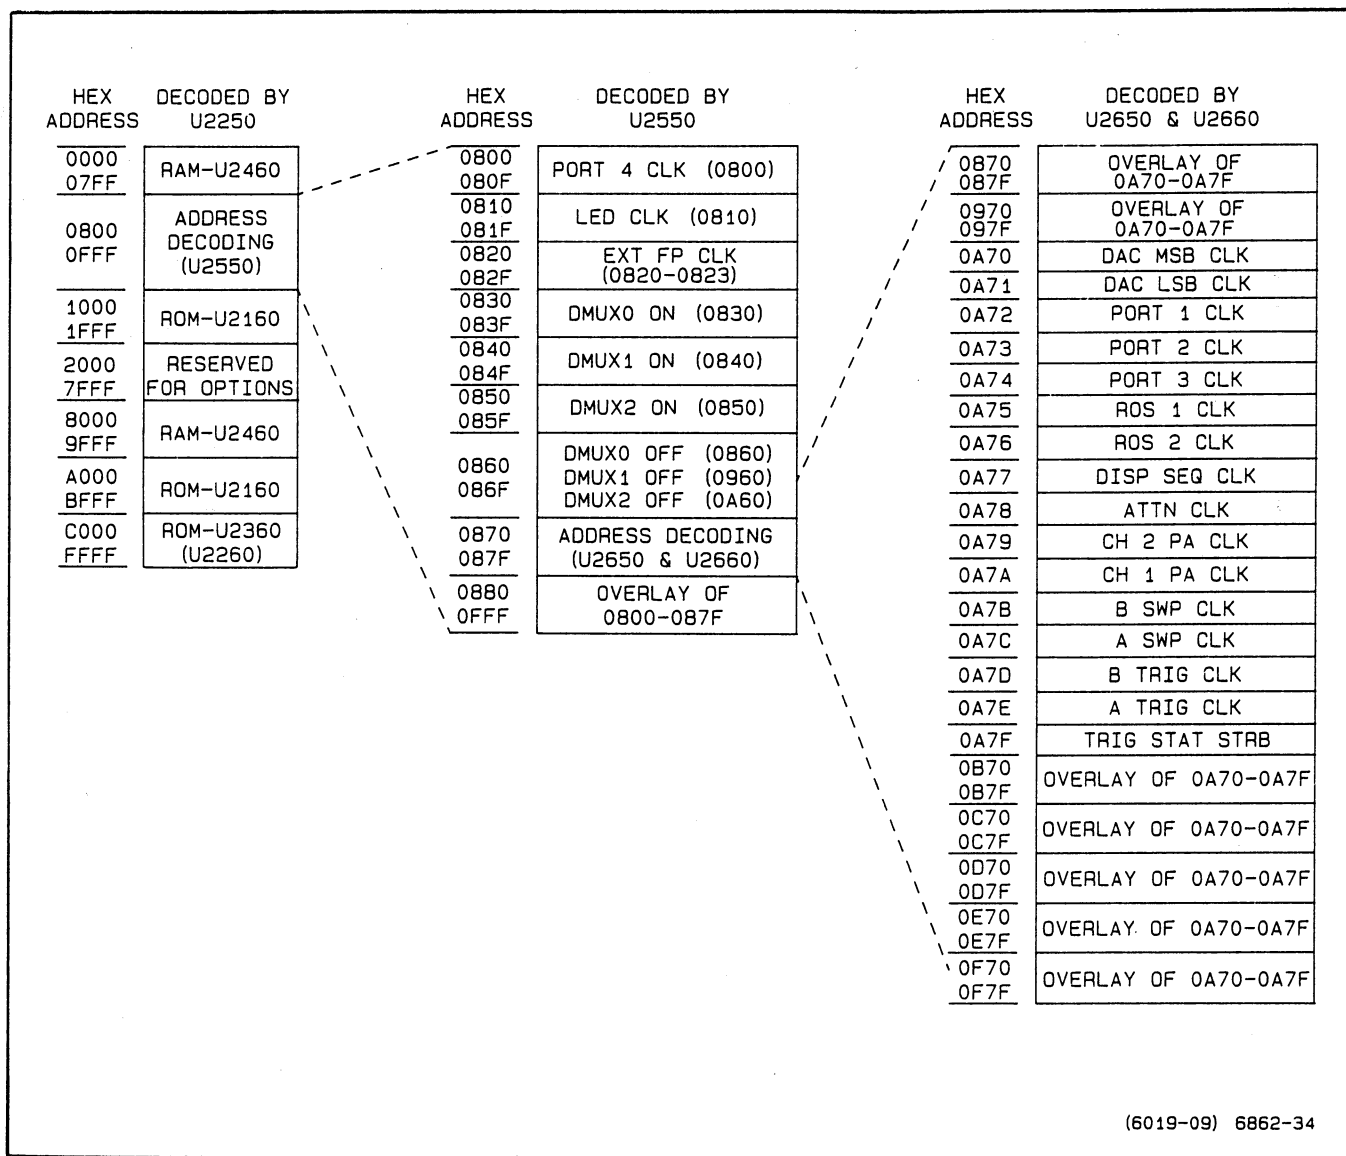 HEX ADDRESS
DECODED BY U2250
0000
07FF
RAM-U2460
0800
0FFF
ADDRESS
DECODING
(U2550)
1000
1FFF
ROM-U2160
2000
7FFF
RESERVED
FOR OPTIONS
8000
9FFF
RAM-U2460
A000
BFFF
ROM-U2160
C000
FFFF
ROM-U2360
(U2260)
HEX ADDRESS
DECODED BY U2550
0800
080F
PORT 4 CLK (0800)
0810
081F
LED CLK (0810)
0820
082F
EXT FP CLK
(0820-0823)
0830
083F
DMUX0 ON (0830)
0840
084F
DMUX1 ON (0840)
0850
085F
DMUX2 ON (0850)
0860
086F
DMUX0 OFF (0860)
DMUX1 OFF (0960)
DMUX2 OFF (0A60)
0870
087F
ADDRESS DECODING
(U2650 & U2660)
0880
0FFF
OVERLAY OF
0800-087F
HEX ADDRESS
DECODED BY U2650 & U2660
0870
087F
OVERLAY OF
0A70-0A7F
0970
097F
OVERLAY OF
0A70-0A7F
0A70 DAC MSB CLK
0A71 DAC LSB CLK
0A72 PORT 1 CLK
0A73 PORT 2 CLK
0A74 PORT 3 CLK
0A75 ROS 1 CLK
0A76 ROS 2 CLK
0A77 DISP SEQ CLK
0A78 ATTN CLK
0A79 CH 2 PA CLK
0A7A CH 1 PA CLK
0A7B B SWP CLK
0A7C A SWP CLK
0A7D B TRIG CLK
0A7E A TRIG CLK
0A7F TRIG STAT STRB
0B70
0B7F
OVERLAY OF 0A70-0A7F
0C70
0C7F
OVERLAY OF 0A70-0A7F
0D70
0D7F
OVERLAY OF 0A70-0A7F
0E70
0E7F
OVERLAY OF 0A70-0A7F
0F70
0F7F
OVERLAY OF 0A70-0A7F
(6019-09) 6862-34